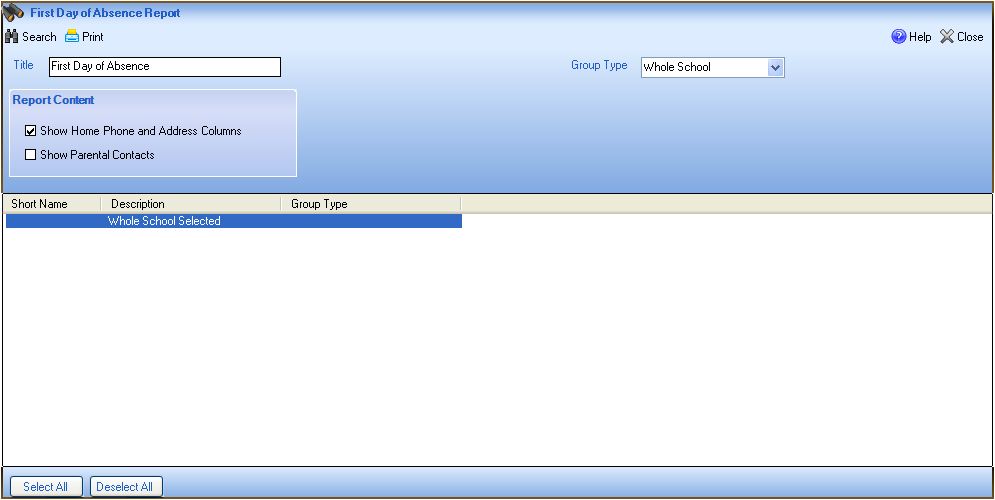 First Day of Absence Report
Search Print Help Close
Title First Day of Absence Group Type Whole School
Report Content
Show Home Phone and Address Columns
Show Parental Contacts
Short Name Description Group Type
Whole School Selected
Select All Deselect All